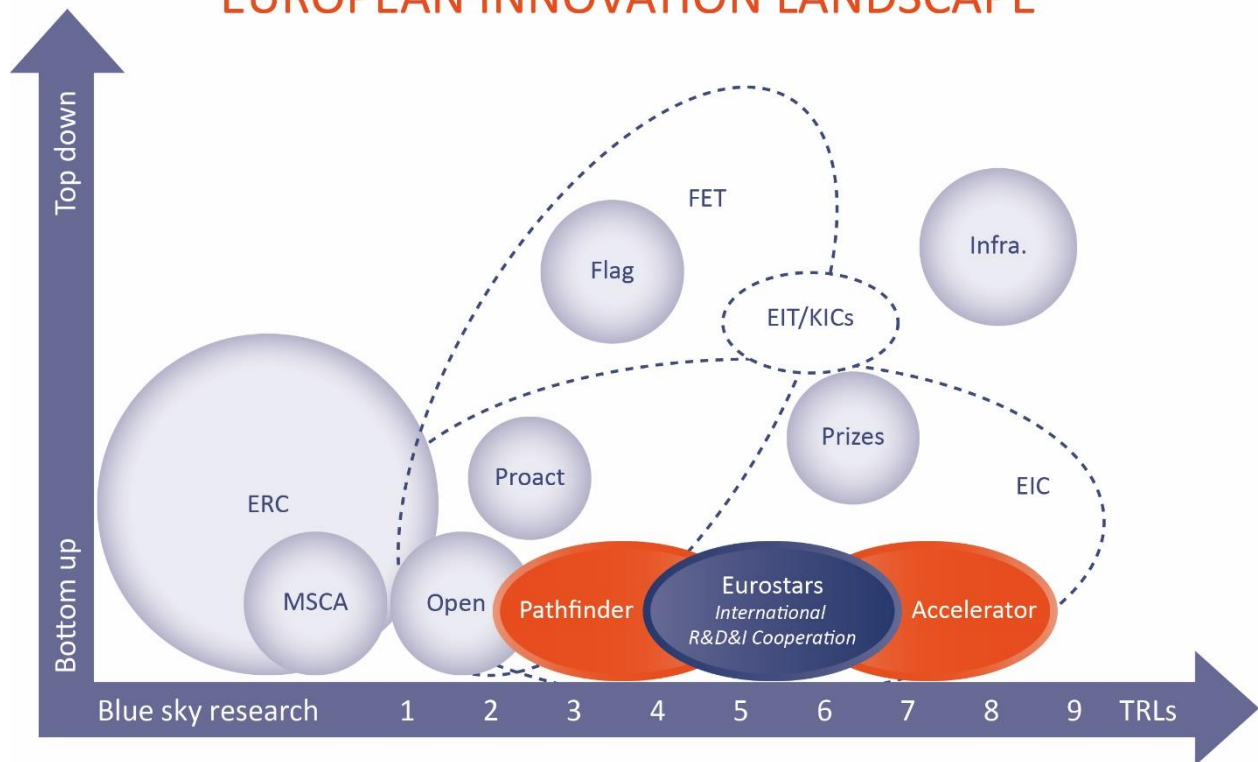 EUROPEAN INNOVATION LANDSCAPE
Top down
Bottom up
FET
Flag
Infra.
EIT/KICs
Prizes
Proact
EIC
ERC
MSCA
Open
Pathfinder
Eurostars
International
R&D&I Cooperation
Accelerator
Blue sky research 1 2 3 4 5 6 7 8 9 TRLs